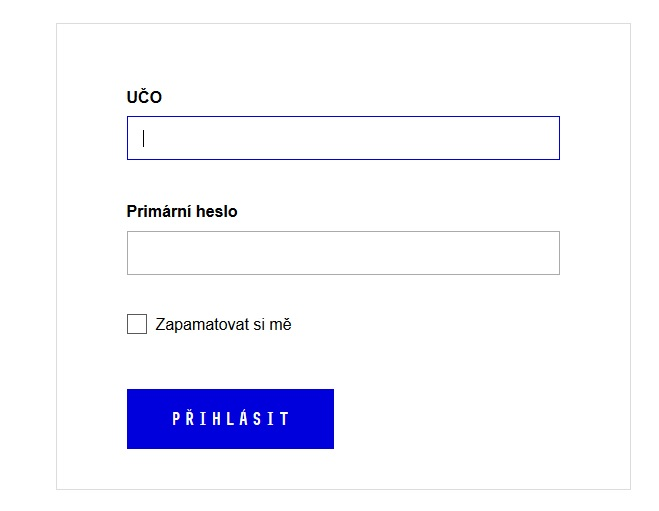 UČO
Primární heslo
Zapamatovat si mě
PŘIHLÁSIT